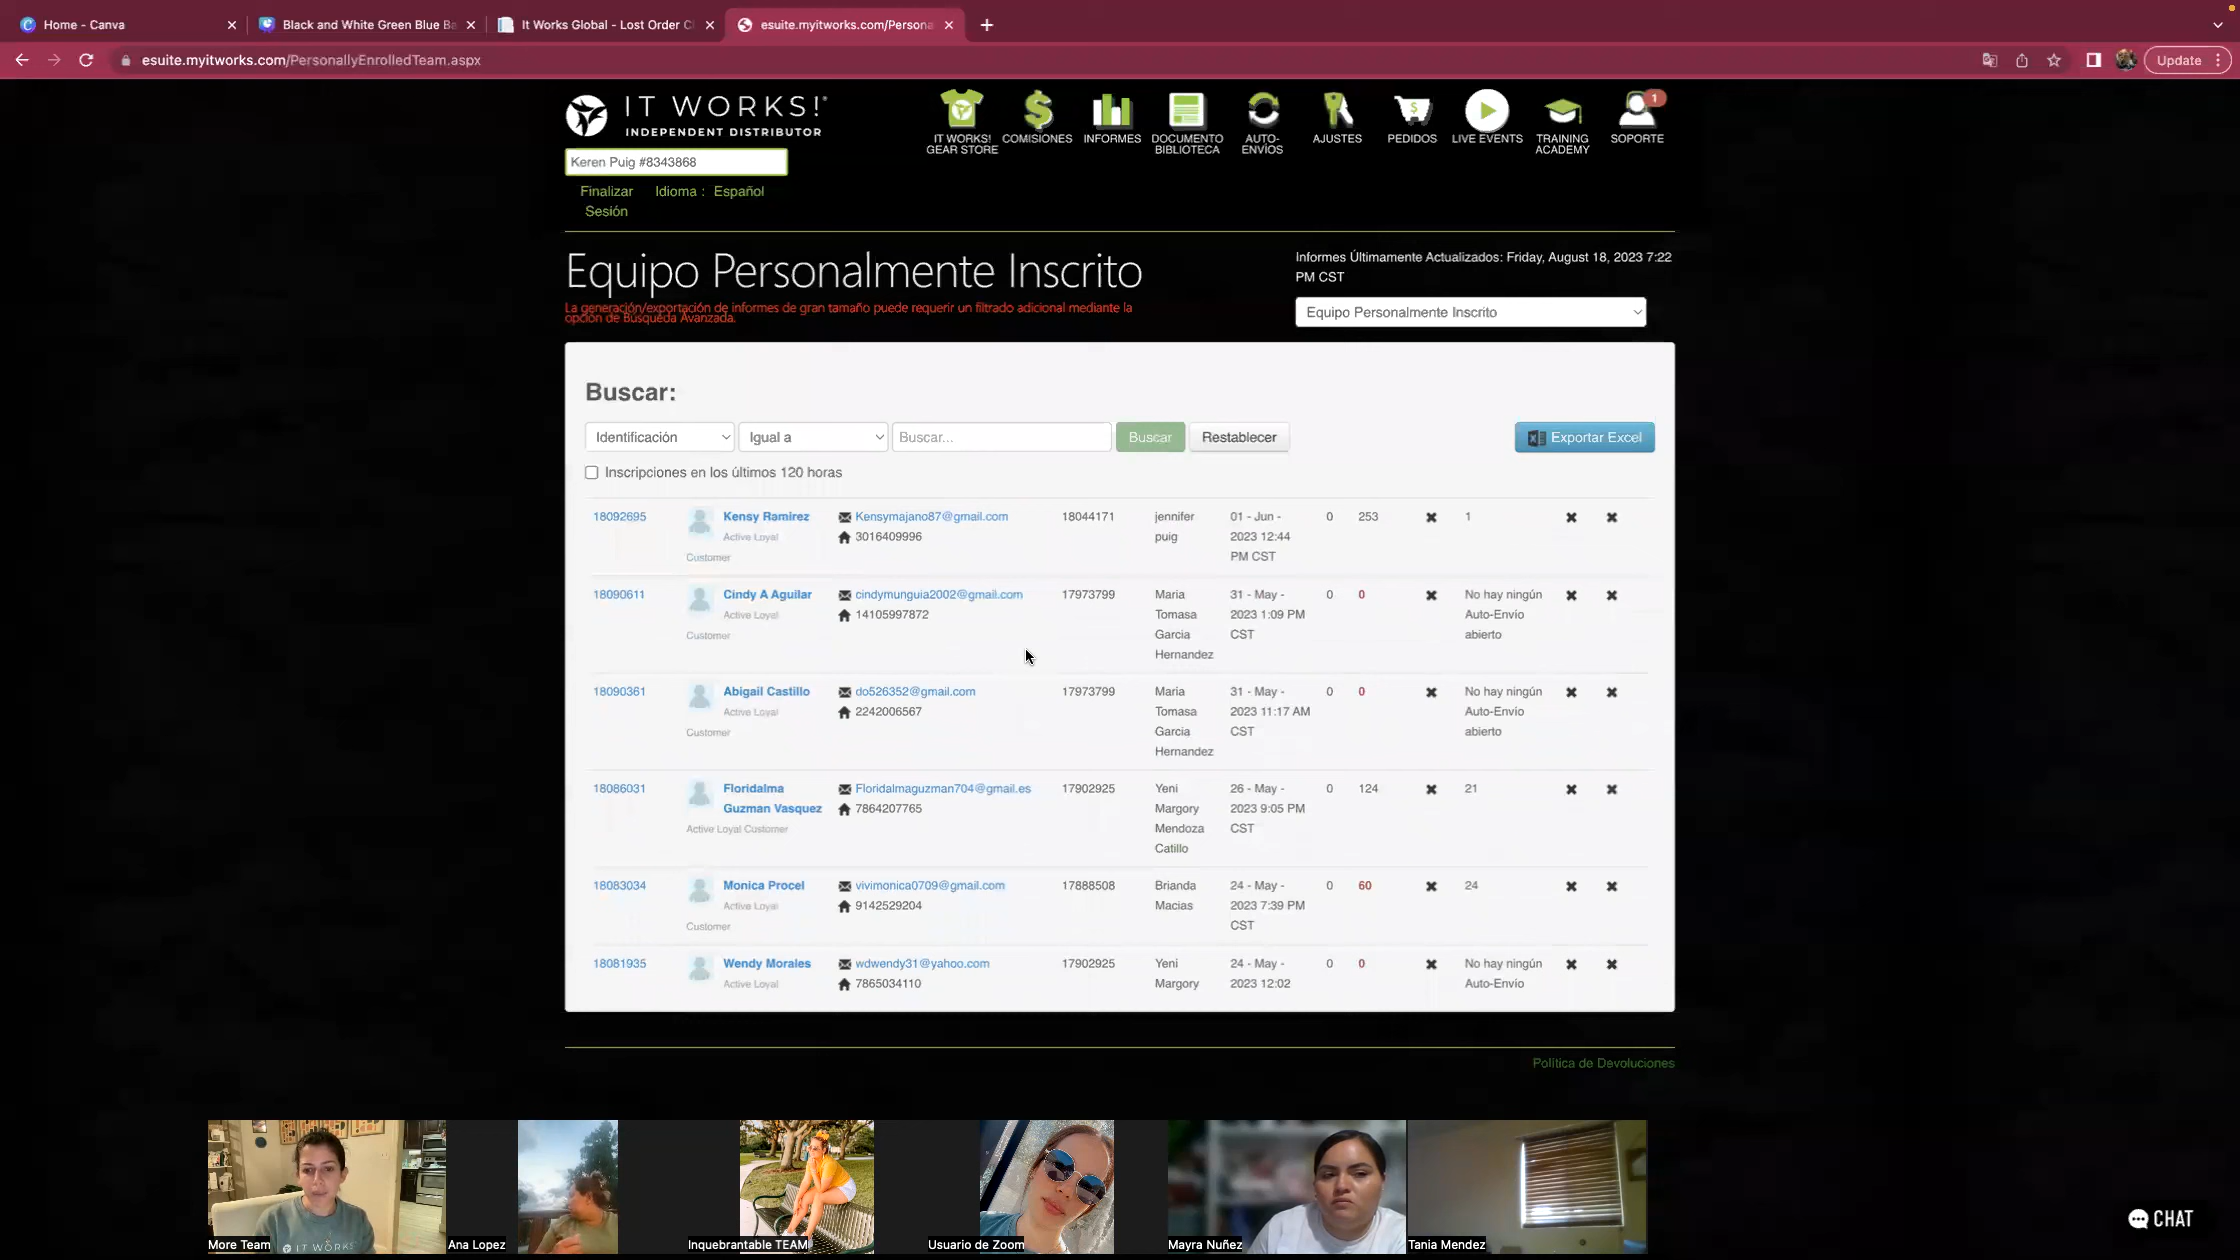 Home - Canva
Black and White Green Blue Ba
It Works Global - Lost Order C
esuite.myitworks.com/Persona
esuite.myitworks.com/PersonallyEnrolledTeam.aspx
Update
IT WORKS!
INDEPENDENT DISTRIBUTOR
IT WORKS! GEAR STORE
COMISIONES
INFORMES
DOCUMENTO BIBLIOTECA
AUTO-ENVÍOS
AJUSTES
PEDIDOS
LIVE EVENTS
TRAINING ACADEMY
1
SOPORTE
Keren Puig #8343868
Finalizar Sesión
Idioma : Español
Equipo Personalmente Inscrito
La generación/exportación de informes de gran tamaño puede requerir un filtrado adicional mediante la
opción de Búsqueda Avanzada.
Informes Últimamente Actualizados: Friday, August 18, 2023 7:22
PM CST
Equipo Personalmente Inscrito
Buscar:
Identificación
Igual a
Buscar...
Buscar
Restablecer
Exportar Excel
Inscripciones en los últimos 120 horas
18092695 Kensy Ramirez Kensymajano87@gmail.com 18044171 jennifer 01 - Jun - 0 253 1
Active Loyal 3016409996 puig 2023 12:44
Customer PM CST
18090611 Cindy A Aguilar cindymunguia2002@gmail.com 17973799 Maria 31 - May - 0 0 No hay ningún
Active Loyal 14105997872 Tomasa 2023 1:09 PM Auto-Envío
Customer Garcia CST abierto
Hernandez
18090361 Abigail Castillo do526352@gmail.com 17973799 Maria 31 - May - 0 0 No hay ningún
Active Loyal 2242006567 Tomasa 2023 11:17 AM Auto-Envío
Customer Garcia CST abierto
Hernandez
18086031 Floridalma Floridalmaguzman704@gmail.es 17902925 Yeni 26 - May - 0 124 21
Guzman Vasquez 7864207765 Margory 2023 9:05 PM
Active Loyal Customer Mendoza CST
Catillo
18083034 Monica Procel vivimonica0709@gmail.com 17888508 Brianda 24 - May - 0 60 24
Active Loyal 9142529204 Macias 2023 7:39 PM
Customer CST
18081935 Wendy Morales wdwendy31@yahoo.com 17902925 Yeni 24 - May - 0 0 No hay ningún
Active Loyal 7865034110 Margory 2023 12:02 Auto-Envío
Política de Devoluciones
IT WORKS
More Team
Ana Lopez
Inquebrantable TEAM
Usuario de Zoom
Mayra Nuñez
Tania Mendez
CHAT